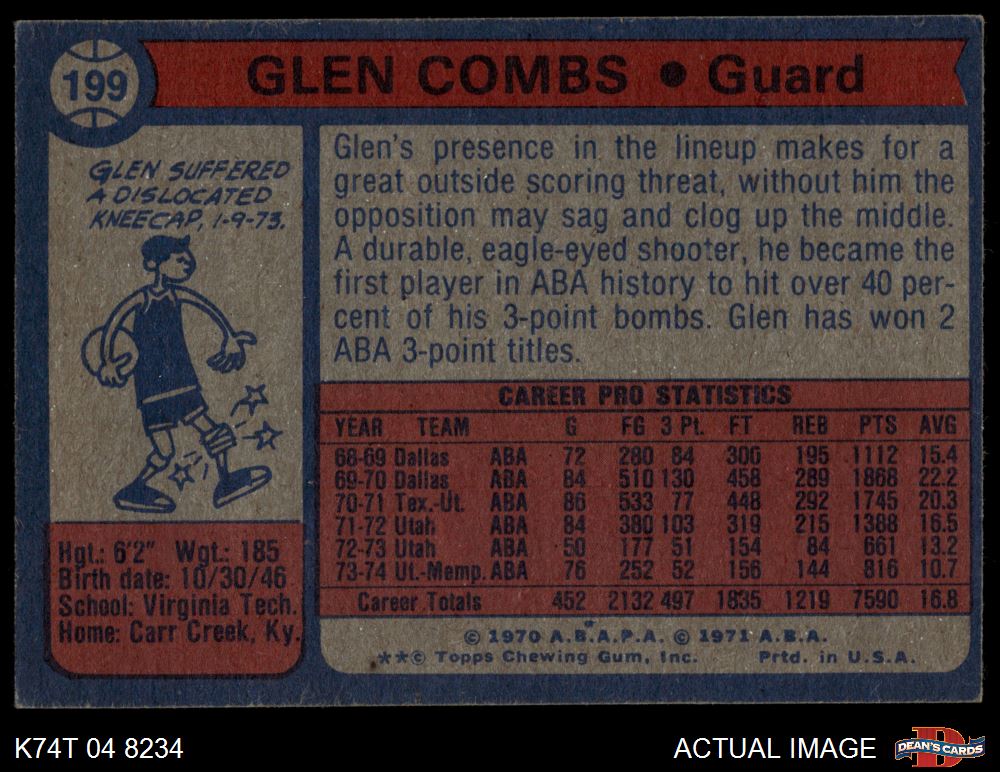 199
GLEN COMBS • Guard
GLEN SUFFERED
A DISLOCATED
KNEECAP, 1-9-73.
Glen's presence in the lineup makes for a
great outside scoring threat, without him the
opposition may sag and clog up the middle.
A durable, eagle-eyed shooter, he became the
first player in ABA history to hit over 40 per-
cent of his 3-point bombs. Glen has won 2
ABA 3-point titles.
Hgt.: 6'2" Wgt.: 185
Birth date: 10/30/46
School: Virginia Tech.
Home: Carr Creek, Ky.
CAREER PRO STATISTICS
YEAR TEAM G FG 3 Pt. FT REB PTS AVG
68-69 Dallas ABA 72 280 84 300 195 1112 15.4
69-70 Dallas ABA 84 510 130 458 289 1868 22.2
70-71 Tex.-Ut. ABA 86 533 77 448 292 1745 20.3
71-72 Utah ABA 84 380 103 319 215 1388 16.5
72-73 Utah ABA 50 177 51 154 84 661 13.2
73-74 Ut.-Memp. ABA 76 252 52 156 144 816 10.7
Career Totals 452 2132 497 1835 1219 7590 16.8
© 1970 A.B.A.P.A. © 1971 A.B.A.
**© Topps Chewing Gum, Inc. Prtd. in U.S.A.
K74T 04 8234
ACTUAL IMAGE
D
DEAN'S CARDS